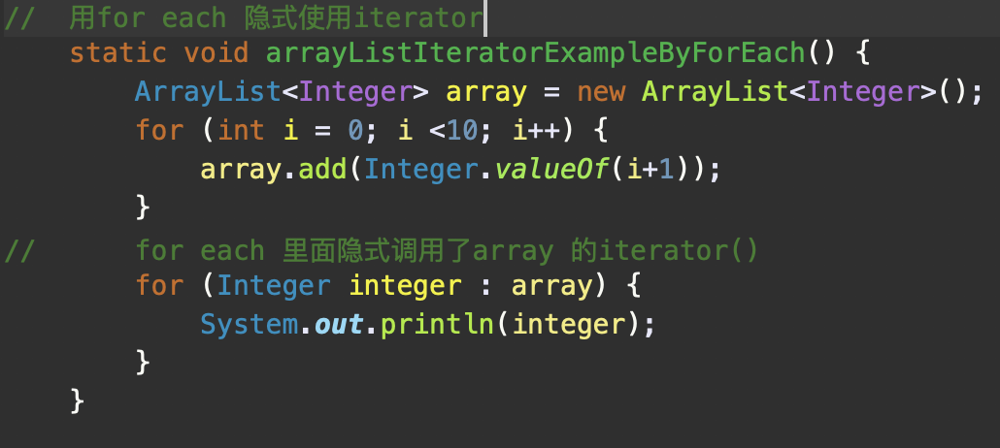 //  用for each 隐式使用iterator
    static void arrayListIteratorExampleByForEach() {
        ArrayList<Integer> array = new ArrayList<Integer>();
        for (int i = 0; i <10; i++) {
            array.add(Integer.valueOf(i+1));
        }
//      for each 里面隐式调用了array 的iterator()
        for (Integer integer : array) {
            System.out.println(integer);
        }
    }